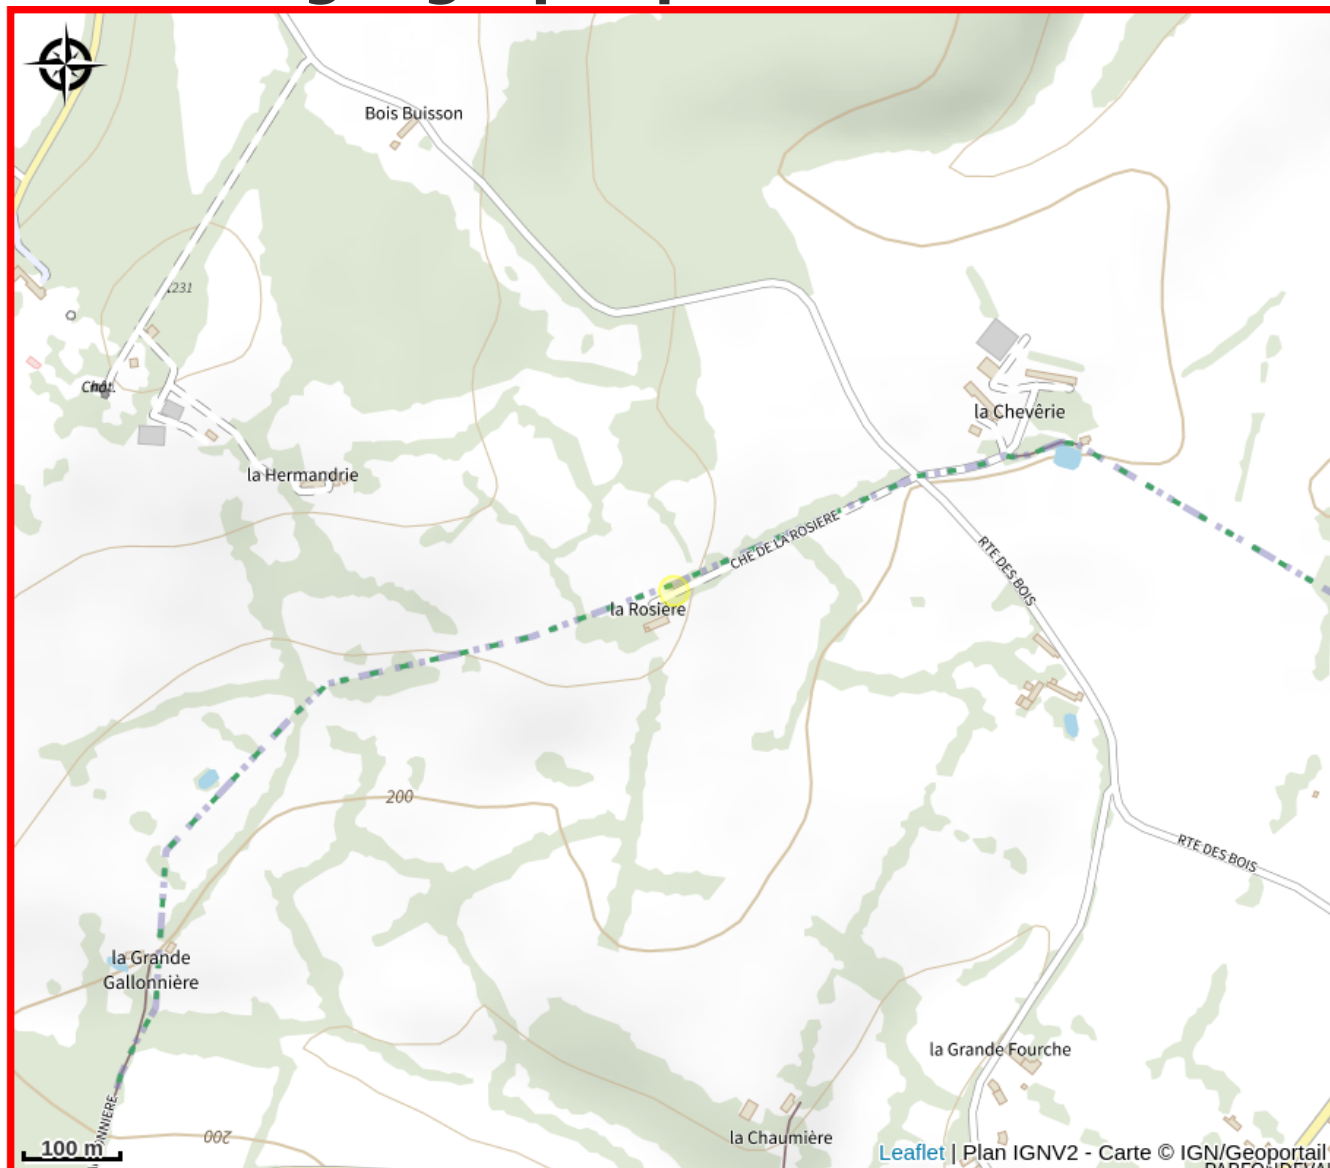 Bois Buisson
231
Chât.
la Chevêrie
la Hermandrie
CHE DE LA ROSIERE
RTE DES BOIS
la Rosière
200
RTE DES BOIS
la Grande
Gallonnière
la Grande Fourche
ONNIERE
200
la Chaumière
100 m
Leaflet | Plan IGNV2 - Carte © IGN/Geoportail